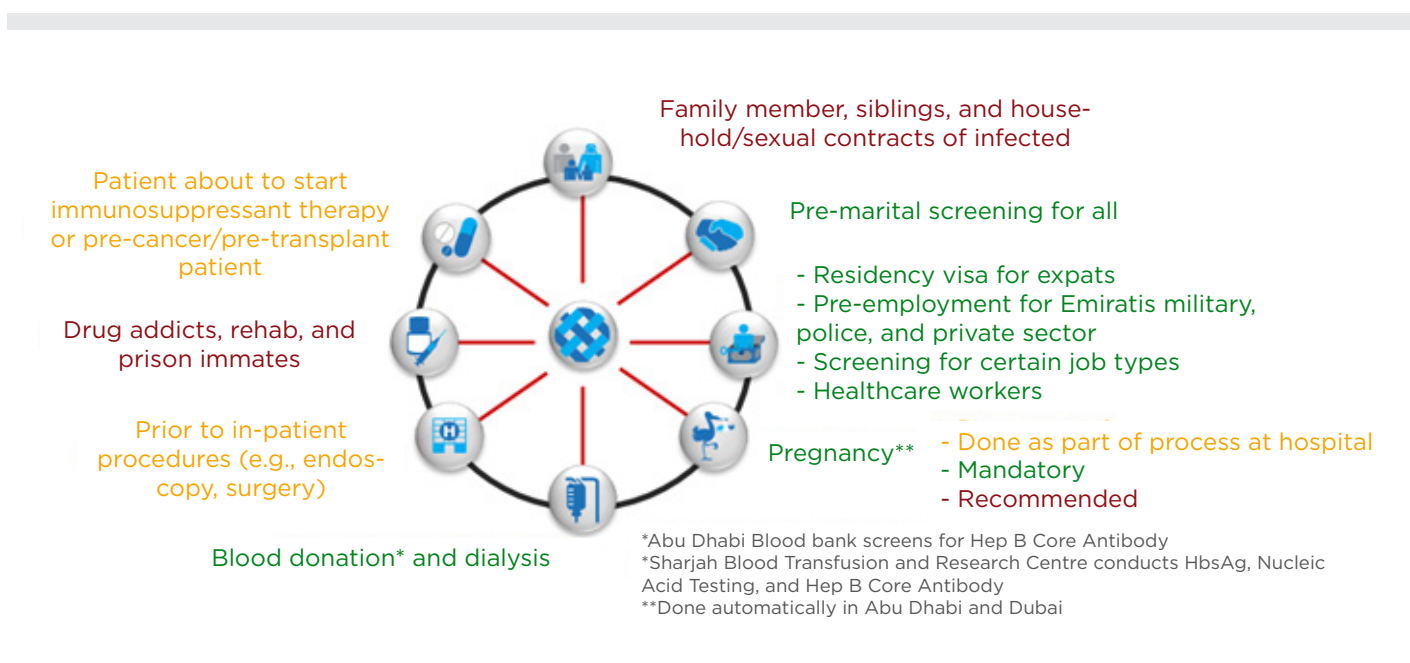 Family member, siblings, and house-
hold/sexual contracts of infected
Patient about to start
immunosuppressant therapy
or pre-cancer/pre-transplant
patient
Pre-marital screening for all
- Residency visa for expats
- Pre-employment for Emiratis military,
police, and private sector
- Screening for certain job types
- Healthcare workers
Drug addicts, rehab, and
prison immates
Prior to in-patient
procedures (e.g., endos-
copy, surgery)
H
Pregnancy**
- Done as part of process at hospital
- Mandatory
- Recommended
Blood donation* and dialysis
*Abu Dhabi Blood bank screens for Hep B Core Antibody
*Sharjah Blood Transfusion and Research Centre conducts HbsAg, Nucleic
Acid Testing, and Hep B Core Antibody
**Done automatically in Abu Dhabi and Dubai